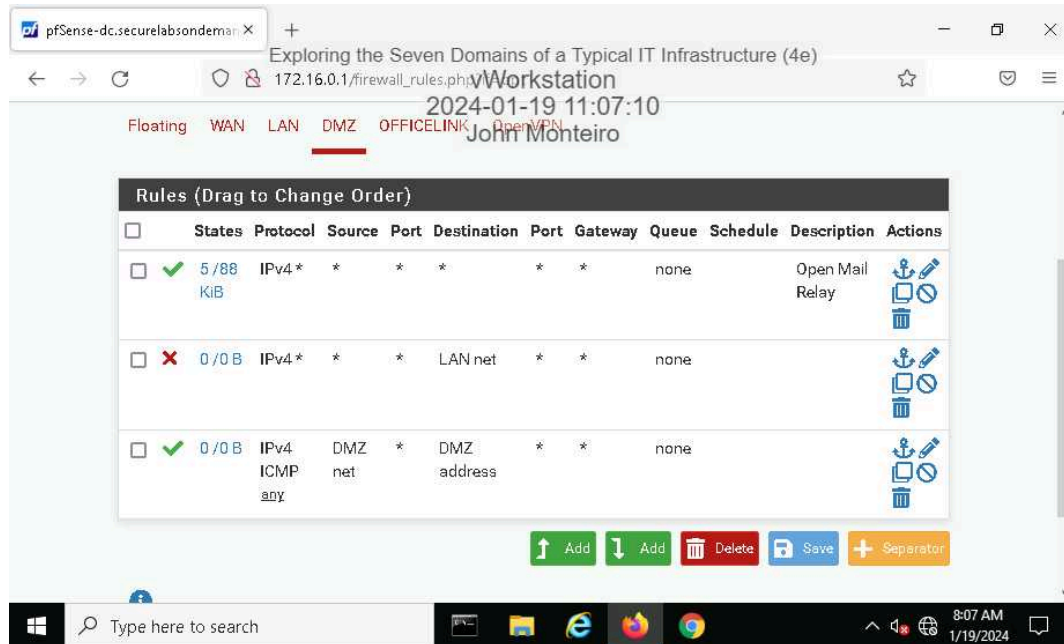 pfSense-dc.securelabsondeman
Exploring the Seven Domains of a Typical IT Infrastructure (4e)
172.16.0.1/firewall_rules.php
vWorkstation
2024-01-19 11:07:10
John Monteiro
Floating WAN LAN DMZ OFFICELINK OpenVPN
Rules (Drag to Change Order)
States Protocol Source Port Destination Port Gateway Queue Schedule Description Actions
5 /88 IPv4 * * * * * * none Open Mail
KiB Relay
0 /0 B IPv4 * * * LAN net * * none
0 /0 B IPv4 DMZ * DMZ * * none
ICMP net address
any
Add Add Delete Save Separator
Type here to search
8:07 AM
1/19/2024